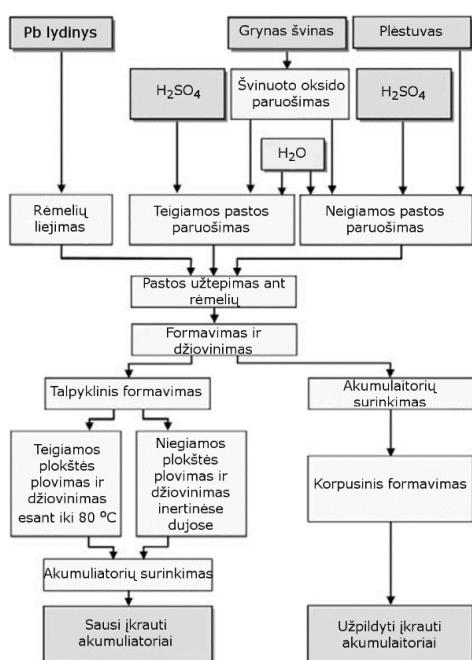 Pb lydinys
Grynas švinas
Plėstuvas
H₂SO₄
Švinuoto oksido
paruošimas
H₂SO₄
H₂O
Rėmelių
liejimas
Teigiamos pastos
paruošimas
Neigiamos pastos
paruošimas
Pastos užtepimas ant
rėmelių
Formavimas ir
džiovinimas
Talpyklinis formavimas
Akumulaitorių
surinkimas
Teigiamos
plokštės
plovimas ir
džiovinimas
esant iki 80 ⁰C
Niegiamos
plokštės
plovimas ir
džiovinimas
inertinėse
dujose
Korpusinis formavimas
Akumuliatorių surinkimas
Sausi įkrauti
akumuliatoriai
Užpildyti įkrauti
akumulaitoriai